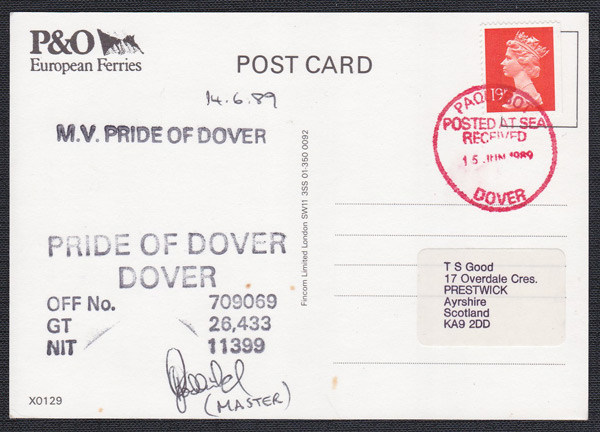 P&O
European Ferries
POST CARD
14.6.89
M.V. PRIDE OF DOVER
PRIDE OF DOVER
DOVER
OFF No. 709069
GT 26,433
NIT 11399
(MASTER)
X0129
Fincom Limited London SW11 3SS 01-350 0092
19
PAQUEBOT
POSTED AT SEA
RECEIVED
15 JUN 1989
DOVER
T S Good
17 Overdale Cres.
PRESTWICK
Ayrshire
Scotland
KA9 2DD